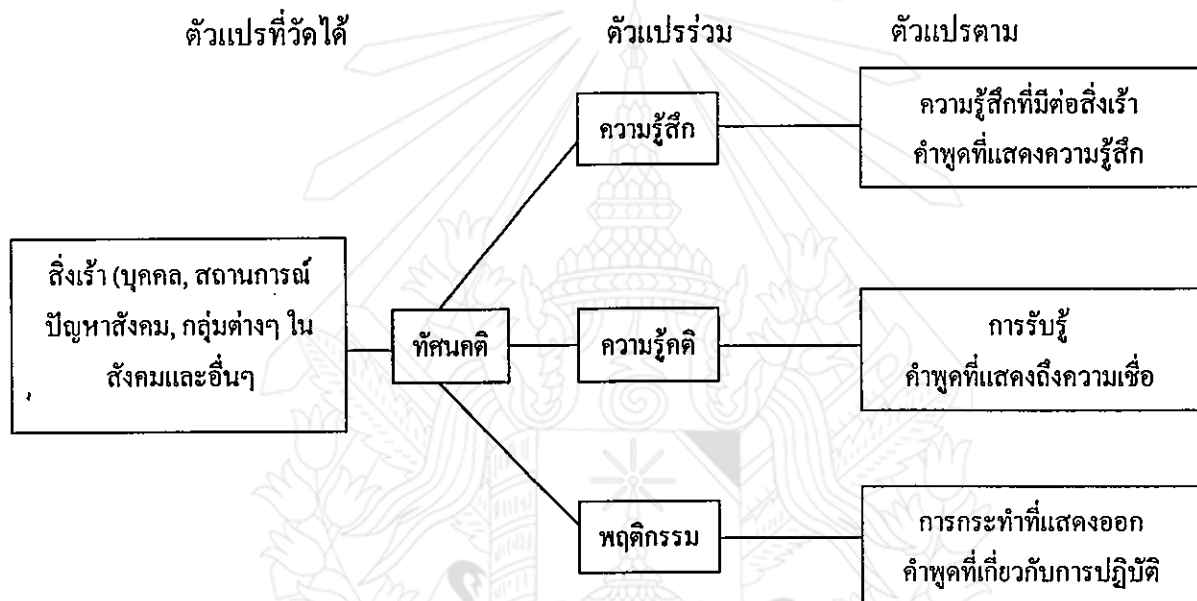 ตัวแปรที่วัดได้ ตัวแปรร่วม ตัวแปรตาม
ความรู้สึก
ความรู้สึกที่มีต่อสิ่งเร้า
คำพูดที่แสดงความรู้สึก
สิ่งเร้า (บุคคล, สถานการณ์
ปัญหาสังคม, กลุ่มต่างๆ ใน
สังคมและอื่นๆ
ทัศนคติ
ความรู้คติ
การรับรู้
คำพูดที่แสดงถึงความเชื่อ
พฤติกรรม
การกระทำที่แสดงออก
คำพูดที่เกี่ยวกับการปฏิบัติ